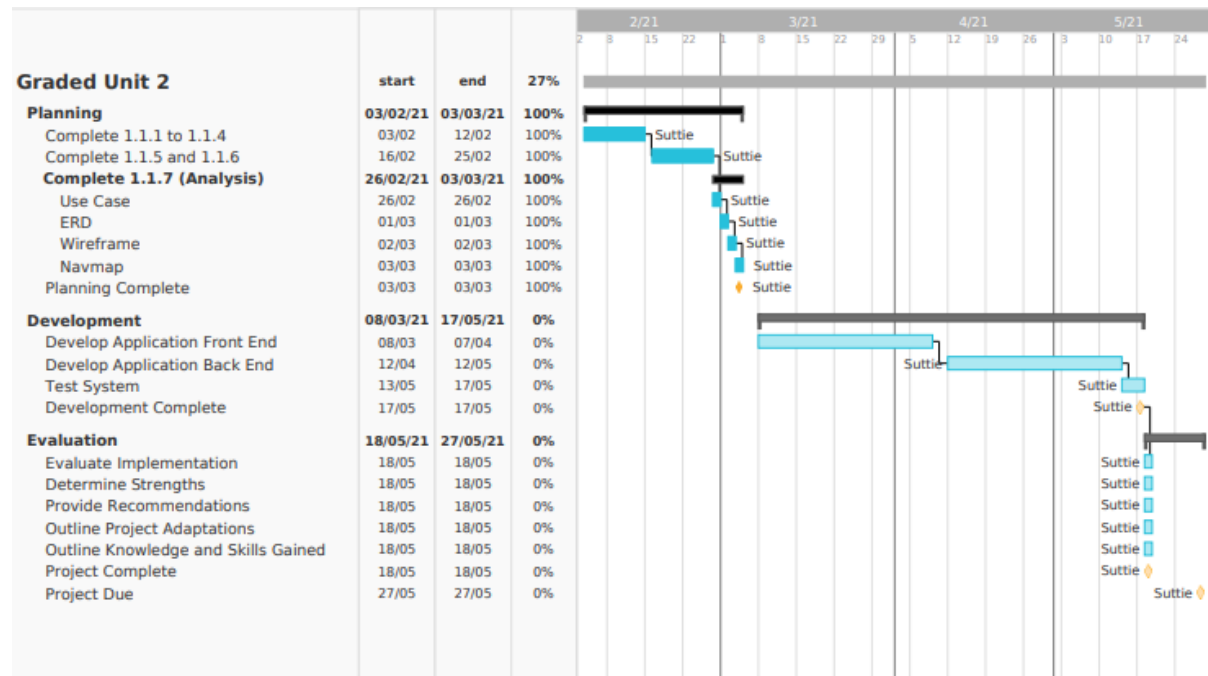 2/21 3/21 4/21 5/21
2 8 15 22 1 8 15 22 29 5 12 19 26 3 10 17 24
Graded Unit 2 start end 27%
Planning 03/02/21 03/03/21 100%
Complete 1.1.1 to 1.1.4 03/02 12/02 100% Suttie
Complete 1.1.5 and 1.1.6 16/02 25/02 100% Suttie
Complete 1.1.7 (Analysis) 26/02/21 03/03/21 100%
Use Case 26/02 26/02 100% Suttie
ERD 01/03 01/03 100% Suttie
Wireframe 02/03 02/03 100% Suttie
Navmap 03/03 03/03 100% Suttie
Planning Complete 03/03 03/03 100% Suttie
Development 08/03/21 17/05/21 0%
Develop Application Front End 08/03 07/04 0%
Develop Application Back End 12/04 12/05 0% Suttie
Test System 13/05 17/05 0% Suttie
Development Complete 17/05 17/05 0% Suttie
Evaluation 18/05/21 27/05/21 0%
Evaluate Implementation 18/05 18/05 0% Suttie
Determine Strengths 18/05 18/05 0% Suttie
Provide Recommendations 18/05 18/05 0% Suttie
Outline Project Adaptations 18/05 18/05 0% Suttie
Outline Knowledge and Skills Gained 18/05 18/05 0% Suttie
Project Complete 18/05 18/05 0% Suttie
Project Due 27/05 27/05 0% Suttie